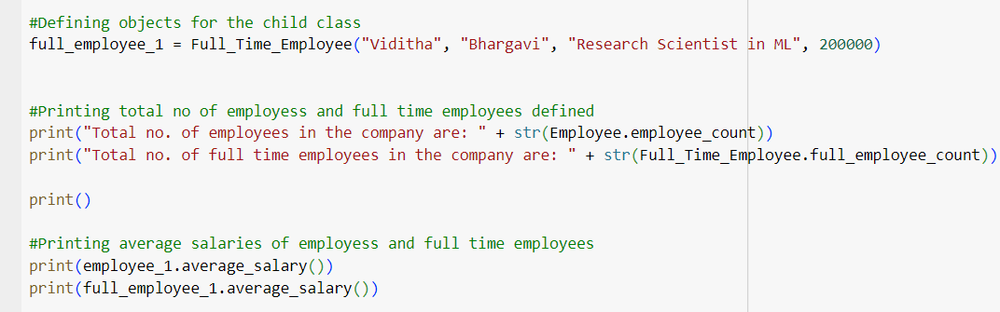 #Defining objects for the child class
full_employee_1 = Full_Time_Employee("Viditha", "Bhargavi", "Research Scientist in ML", 200000)
#Printing total no of employess and full time employees defined
print("Total no. of employees in the company are: " + str(Employee.employee_count))
print("Total no. of full time employees in the company are: " + str(Full_Time_Employee.full_employee_count))
print()
#Printing average salaries of employess and full time employees
print(employee_1.average_salary())
print(full_employee_1.average_salary())